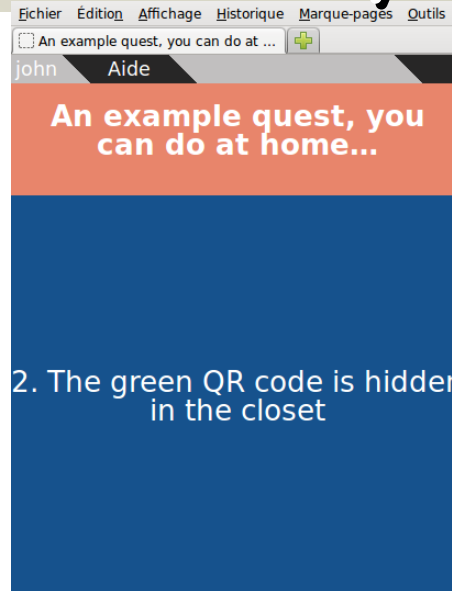 Fichier Édition Affichage Historique Marque-pages Outils
An example quest, you can do at ...
john Aide
An example quest, you
can do at home…
2. The green QR code is hidden
in the closet